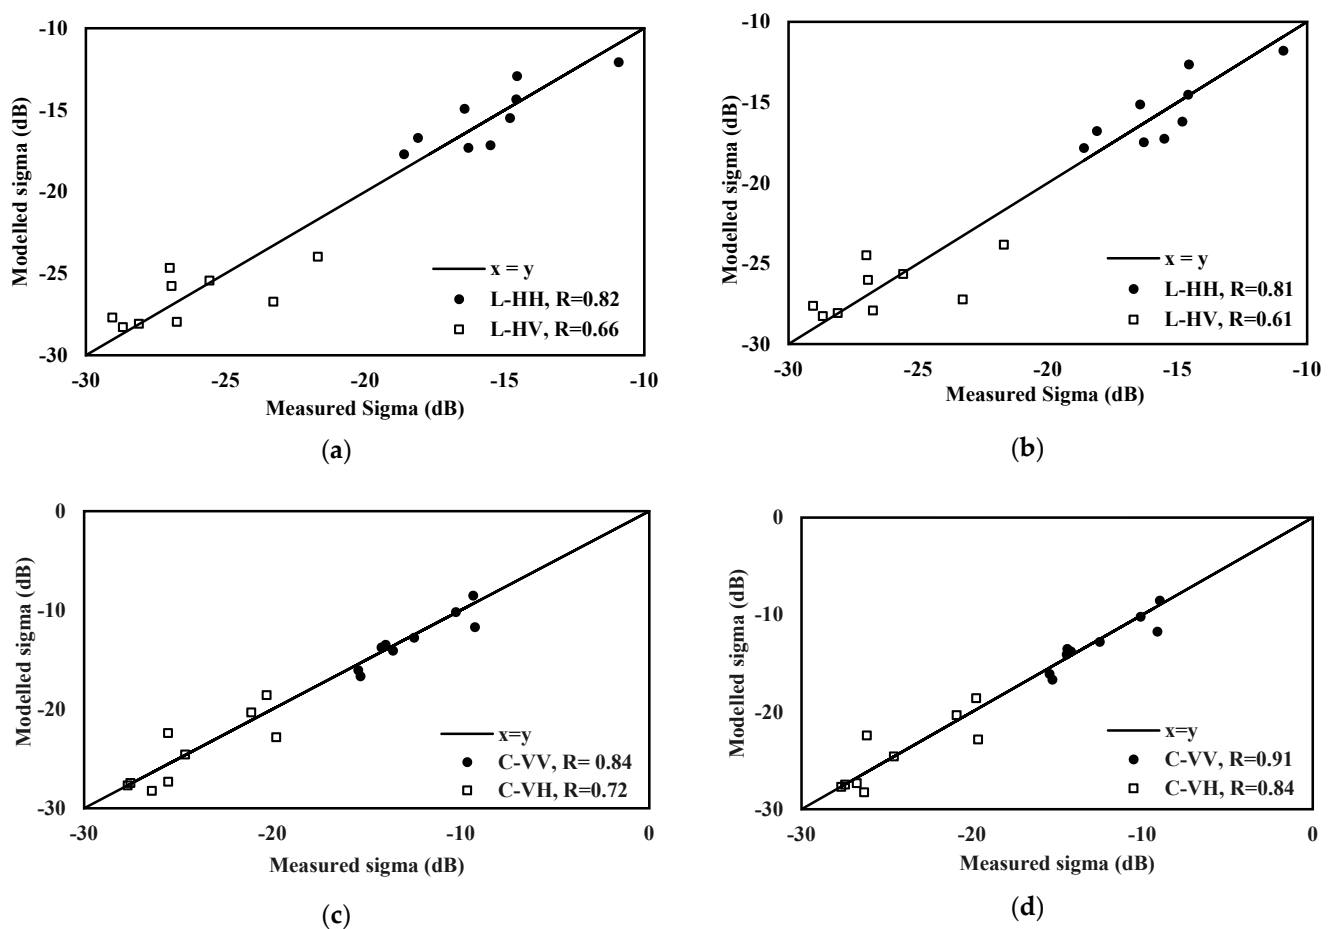 -10
-15
-20
-25
-30
Modelled sigma (dB)
x = y
L-HH, R=0.82
L-HV, R=0.66
-30 -25 -20 -15 -10
Measured Sigma (dB)
(a)
-10
-15
-20
-25
-30
Modelled sigma (dB)
x = y
L-HH, R=0.81
L-HV, R=0.61
-30 -25 -20 -15 -10
Measured Sigma (dB)
(b)
0
-10
-20
-30
Modelled sigma (dB)
x=y
C-VV, R= 0.84
C-VH, R=0.72
-30 -20 -10 0
Measured sigma (dB)
(c)
0
-10
-20
-30
Modelled sigma (dB)
x=y
C-VV, R=0.91
C-VH, R=0.84
-30 -20 -10 0
Measured sigma (dB)
(d)